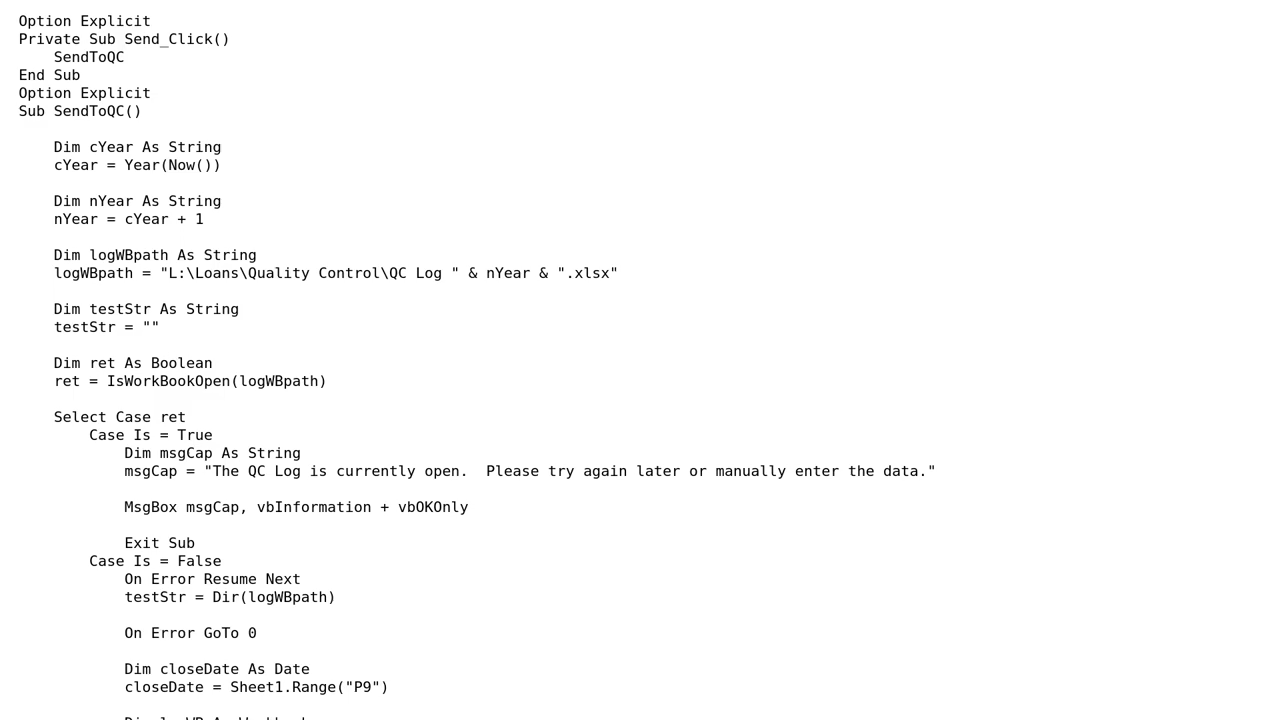 Option Explicit
Private Sub Send_Click()
    SendToQC
End Sub
Option Explicit
Sub SendToQC()

    Dim cYear As String
    cYear = Year(Now())

    Dim nYear As String
    nYear = cYear + 1

    Dim logWBpath As String
    logWBpath = "L:\Loans\Quality Control\QC Log " & nYear & ".xlsx"

    Dim testStr As String
    testStr = ""

    Dim ret As Boolean
    ret = IsWorkBookOpen(logWBpath)

    Select Case ret
        Case Is = True
            Dim msgCap As String
            msgCap = "The QC Log is currently open.  Please try again later or manually enter the data."

            MsgBox msgCap, vbInformation + vbOKOnly

            Exit Sub
        Case Is = False
            On Error Resume Next
            testStr = Dir(logWBpath)

            On Error GoTo 0

            Dim closeDate As Date
            closeDate = Sheet1.Range("P9")